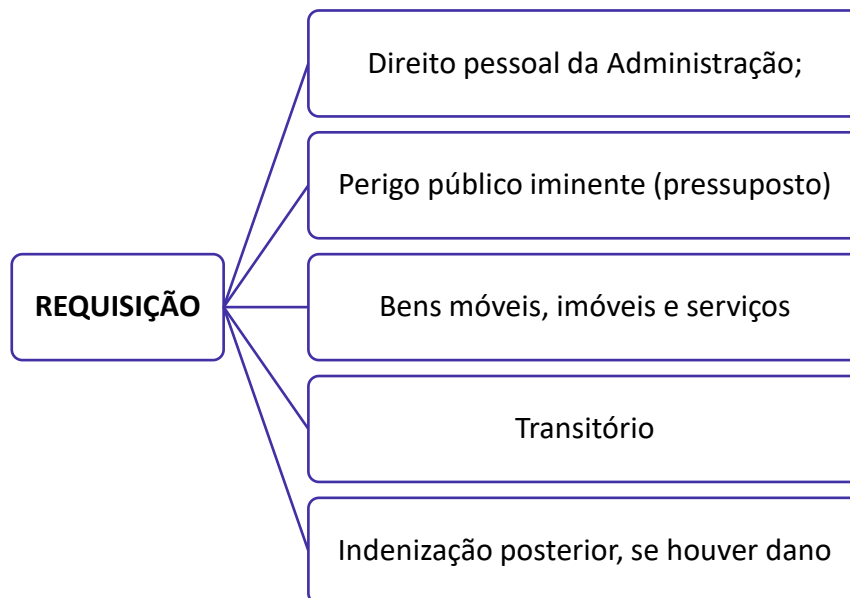 Direito pessoal da Administração;
Perigo público iminente (pressuposto)
REQUISIÇÃO
Bens móveis, imóveis e serviços
Transitório
Indenização posterior, se houver dano